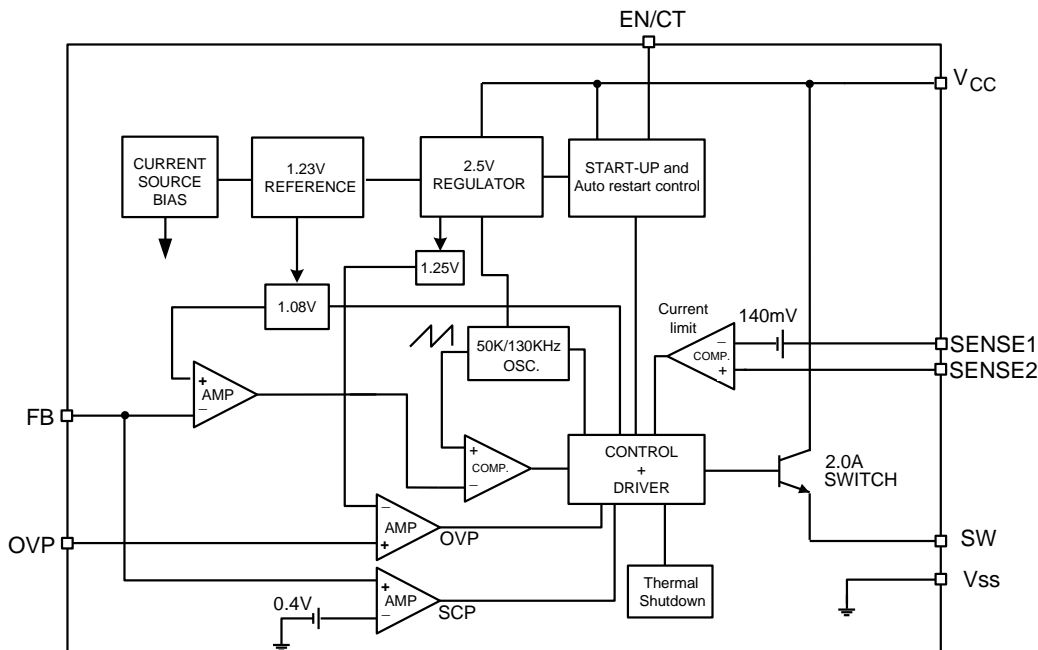 EN/CT
VCC
CURRENT
SOURCE
BIAS
1.23V
REFERENCE
2.5V
REGULATOR
START-UP and
Auto restart control
1.25V
1.08V
50K/130KHz
OSC.
Current
limit
140mV
−
COMP.
+
SENSE1
SENSE2
+
AMP
−
FB
+
COMP.
−
CONTROL
+
DRIVER
2.0A
SWITCH
−
AMP
+
OVP
OVP
SW
+
AMP
−
SCP
0.4V
Thermal
Shutdown
Vss